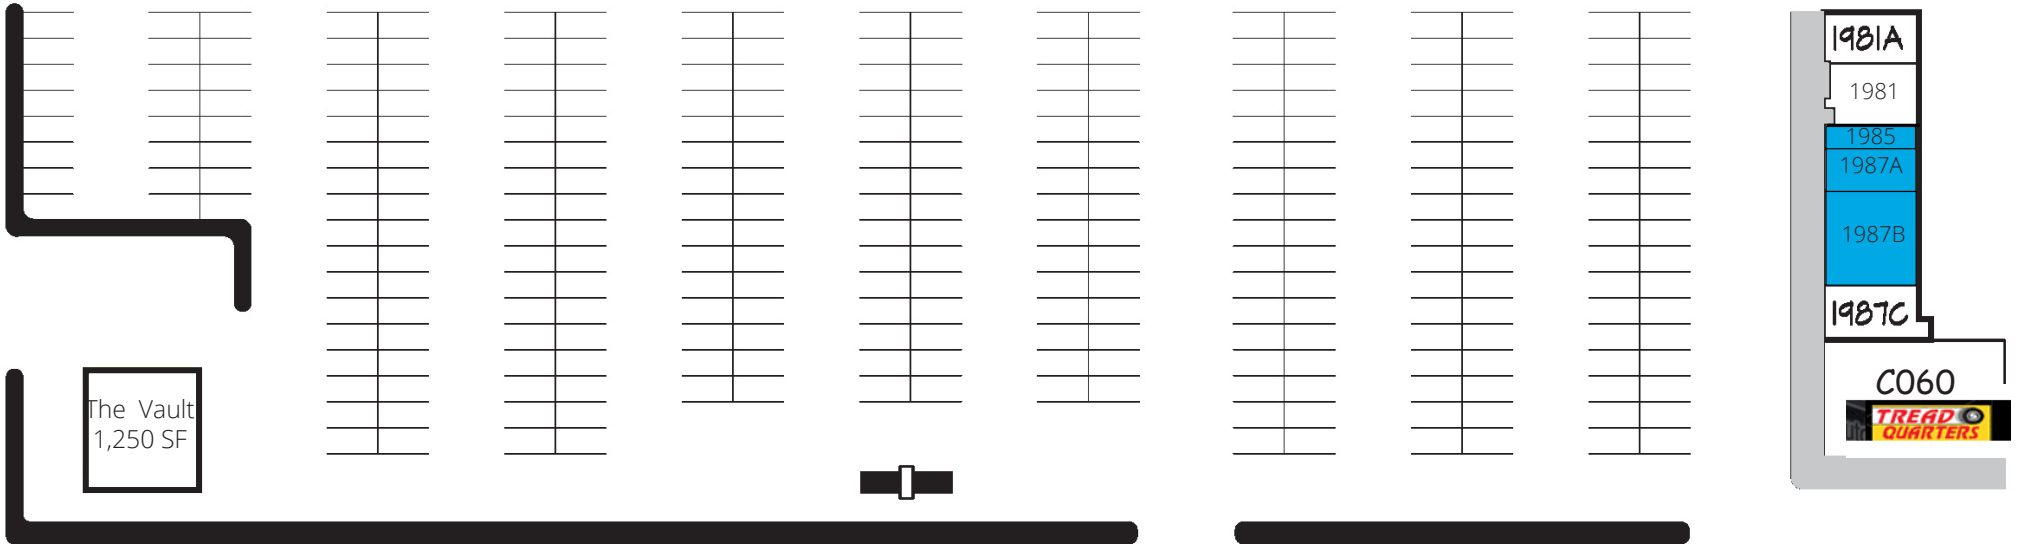 1981A
1981
1985
1987A
1987B
1987C
The Vault
1,250 SF
C060
TREAD
QUARTERS